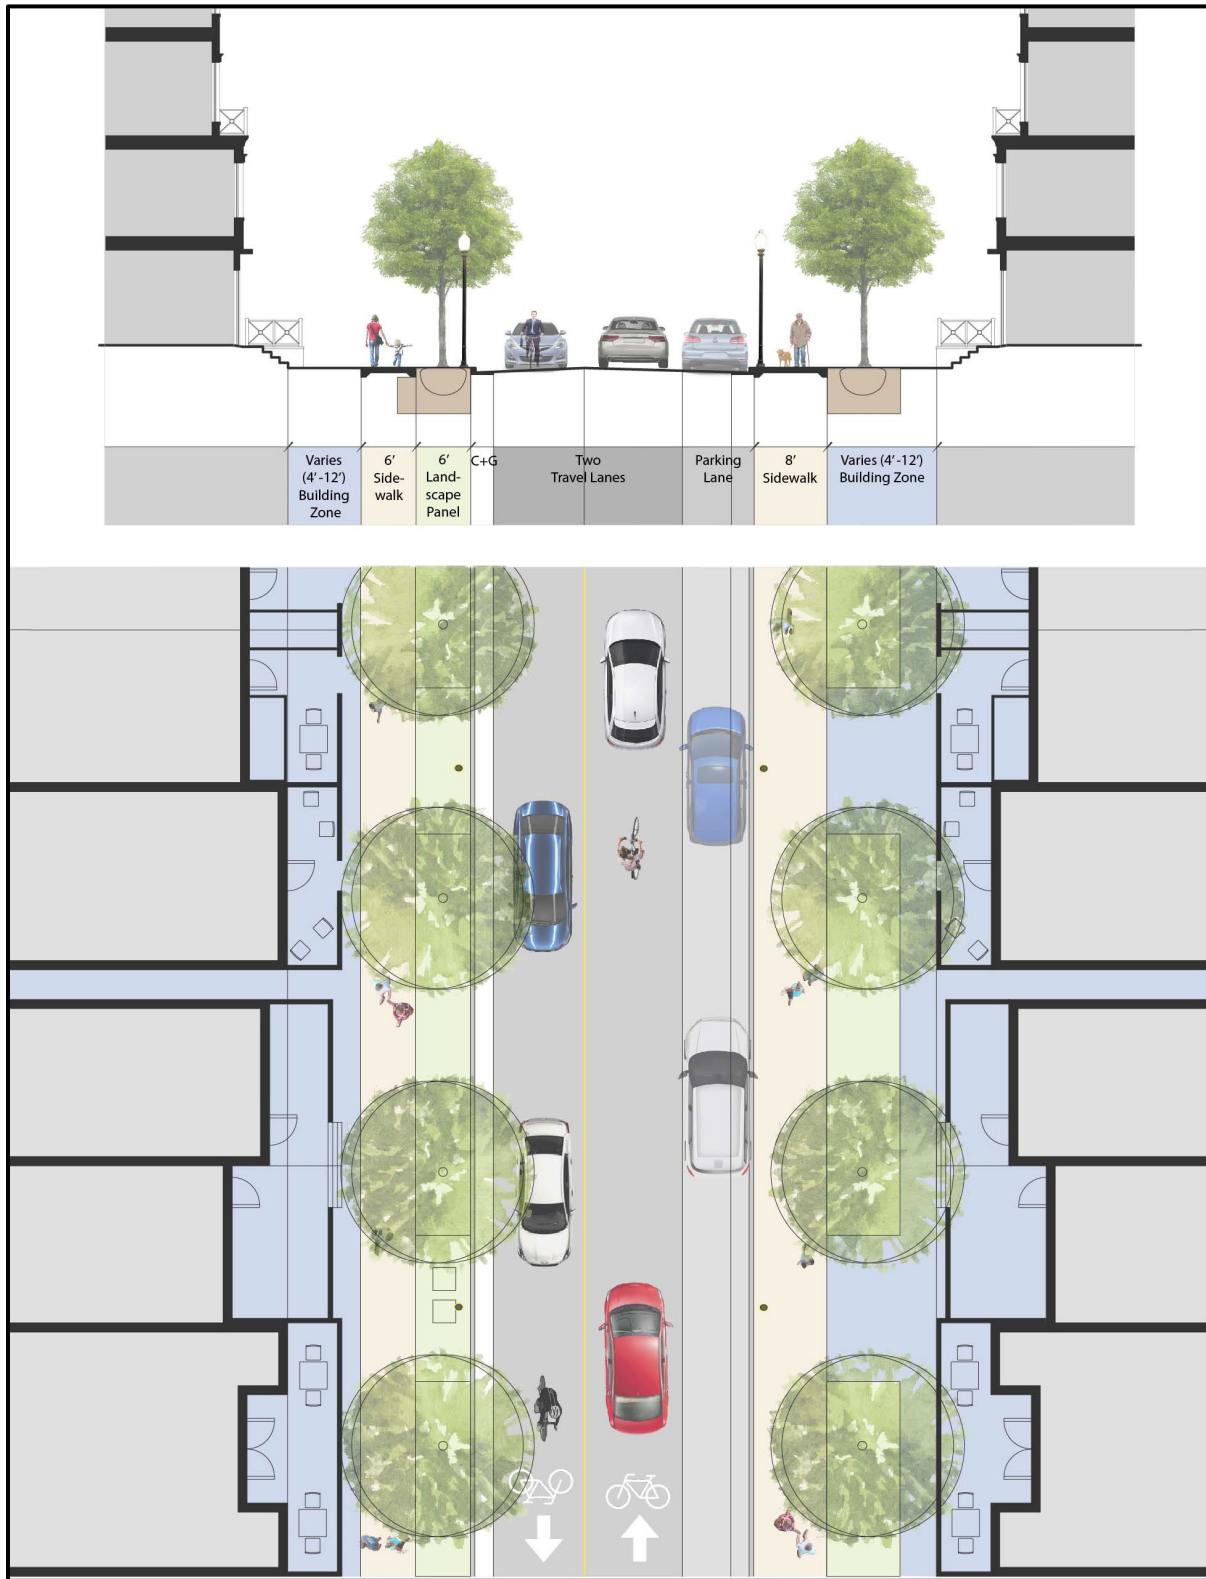 Varies
(4'-12')
Building
Zone
6'
Side-
walk
6'
Land-
scape
Panel
C+G
Two
Travel Lanes
Parking
Lane
8'
Sidewalk
Varies (4'-12')
Building Zone